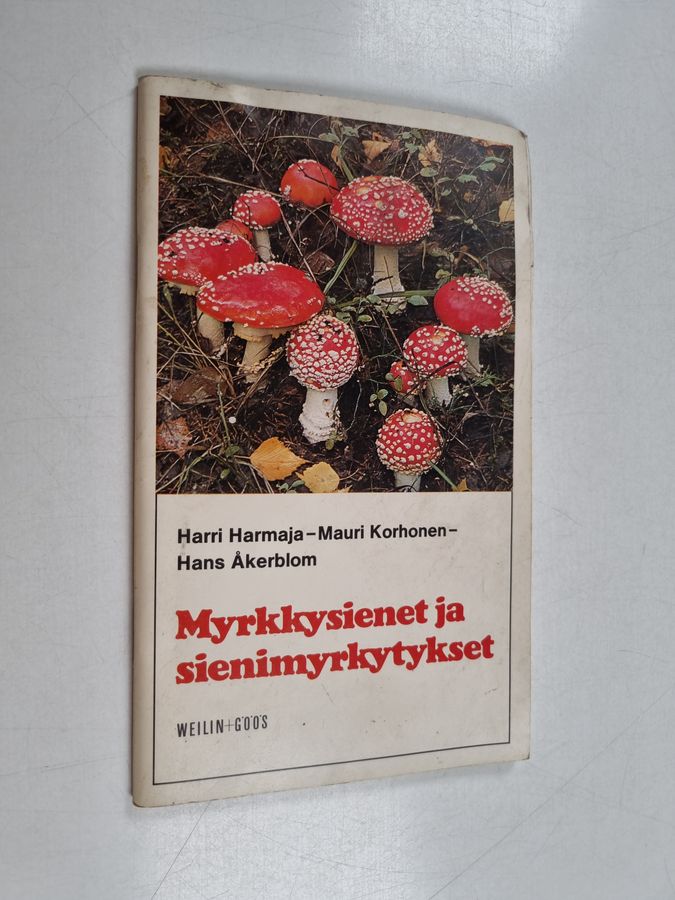 Harri Harmaja – Mauri Korhonen –
Hans Åkerblom
Myrkkysienet ja
sienimyrkytykset
WEILIN+GÖÖS